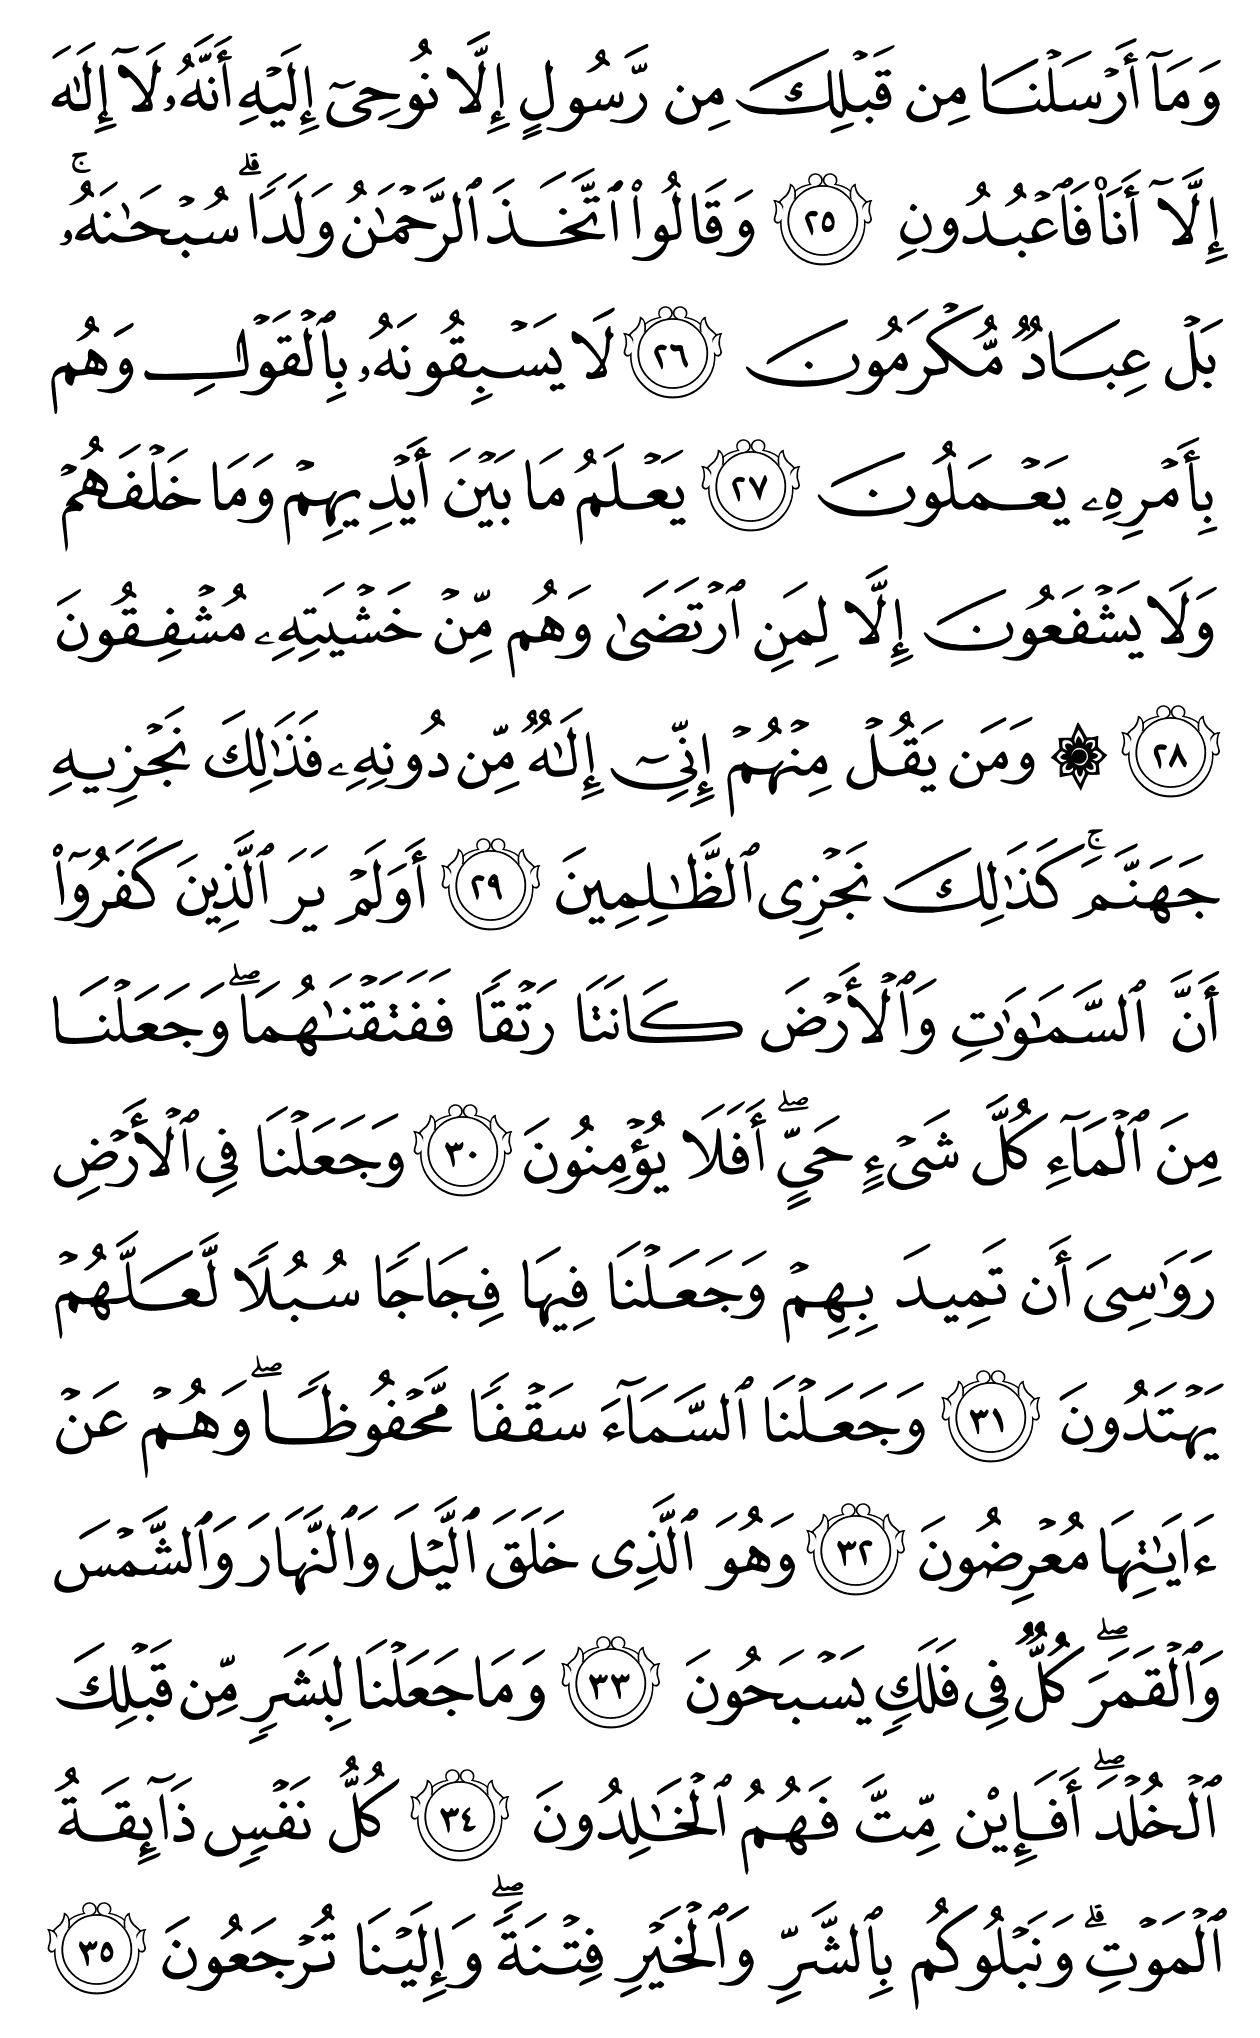 وَمَآ أَرۡسَلۡنَا مِن قَبۡلِكَ مِن رَّسُولٍ إِلَّا نُوحِيٓ إِلَيۡهِ أَنَّهُۥ لَآ إِلَٰهَ
إِلَّآ أَنَا۠ فَٱعۡبُدُونِ ٢٥ وَقَالُواْ ٱتَّخَذَ ٱلرَّحۡمَٰنُ وَلَدٗاۗ سُبۡحَٰنَهُۥۚ
بَلۡ عِبَادٞ مُّكۡرَمُونَ ٢٦ لَا يَسۡبِقُونَهُۥ بِٱلۡقَوۡلِ وَهُم
بِأَمۡرِهِۦ يَعۡمَلُونَ ٢٧ يَعۡلَمُ مَا بَيۡنَ أَيۡدِيهِمۡ وَمَا خَلۡفَهُمۡ
وَلَا يَشۡفَعُونَ إِلَّا لِمَنِ ٱرۡتَضَىٰ وَهُم مِّنۡ خَشۡيَتِهِۦ مُشۡفِقُونَ
٢٨ ۞ وَمَن يَقُلۡ مِنۡهُمۡ إِنِّيٓ إِلَٰهٞ مِّن دُونِهِۦ فَذَٰلِكَ نَجۡزِيهِ
جَهَنَّمَۚ كَذَٰلِكَ نَجۡزِي ٱلظَّٰلِمِينَ ٢٩ أَوَلَمۡ يَرَ ٱلَّذِينَ كَفَرُوٓاْ
أَنَّ ٱلسَّمَٰوَٰتِ وَٱلۡأَرۡضَ كَانَتَا رَتۡقٗا فَفَتَقۡنَٰهُمَاۖ وَجَعَلۡنَا
مِنَ ٱلۡمَآءِ كُلَّ شَيۡءٍ حَيٍّۖ أَفَلَا يُؤۡمِنُونَ ٣٠ وَجَعَلۡنَا فِي ٱلۡأَرۡضِ
رَوَٰسِيَ أَن تَمِيدَ بِهِمۡ وَجَعَلۡنَا فِيهَا فِجَاجٗا سُبُلٗا لَّعَلَّهُمۡ
يَهۡتَدُونَ ٣١ وَجَعَلۡنَا ٱلسَّمَآءَ سَقۡفٗا مَّحۡفُوظٗاۖ وَهُمۡ عَنۡ
ءَايَٰتِهَا مُعۡرِضُونَ ٣٢ وَهُوَ ٱلَّذِي خَلَقَ ٱلَّيۡلَ وَٱلنَّهَارَ وَٱلشَّمۡسَ
وَٱلۡقَمَرَۖ كُلّٞ فِي فَلَكٖ يَسۡبَحُونَ ٣٣ وَمَا جَعَلۡنَا لِبَشَرٖ مِّن قَبۡلِكَ
ٱلۡخُلۡدَۖ أَفَإِيْن مِّتَّ فَهُمُ ٱلۡخَٰلِدُونَ ٣٤ كُلُّ نَفۡسٖ ذَآئِقَةُ
ٱلۡمَوۡتِۗ وَنَبۡلُوكُم بِٱلشَّرِّ وَٱلۡخَيۡرِ فِتۡنَةٗۖ وَإِلَيۡنَا تُرۡجَعُونَ ٣٥